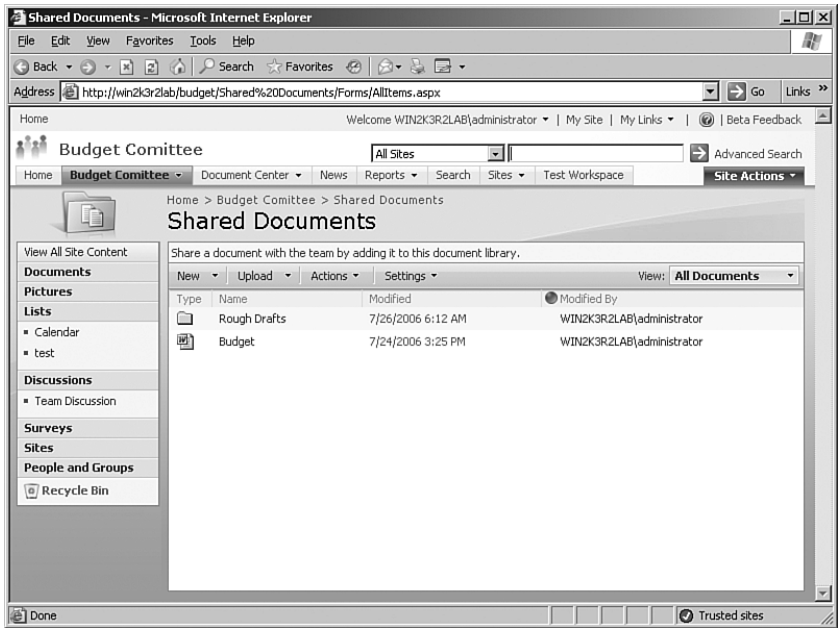 Shared Documents - Microsoft Internet Explorer
File Edit View Favorites Tools Help
Back Search Favorites
Address http://win2k3r2lab/budget/Shared%20Documents/Forms/AllItems.aspx Go Links »
Home Welcome WIN2K3R2LAB\administrator | My Site | My Links | | Beta Feedback
Budget Comittee All Sites Advanced Search
Home Budget Comittee Document Center News Reports Search Sites Test Workspace Site Actions
Home > Budget Comittee > Shared Documents
Shared Documents
View All Site Content
Share a document with the team by adding it to this document library.
Documents
New Upload Actions Settings View: All Documents
Pictures
Type Name Modified Modified By
Lists
Rough Drafts 7/26/2006 6:12 AM WIN2K3R2LAB\administrator
Calendar
Budget 7/24/2006 3:25 PM WIN2K3R2LAB\administrator
test
Discussions
Team Discussion
Surveys
Sites
People and Groups
Recycle Bin
Done Trusted sites